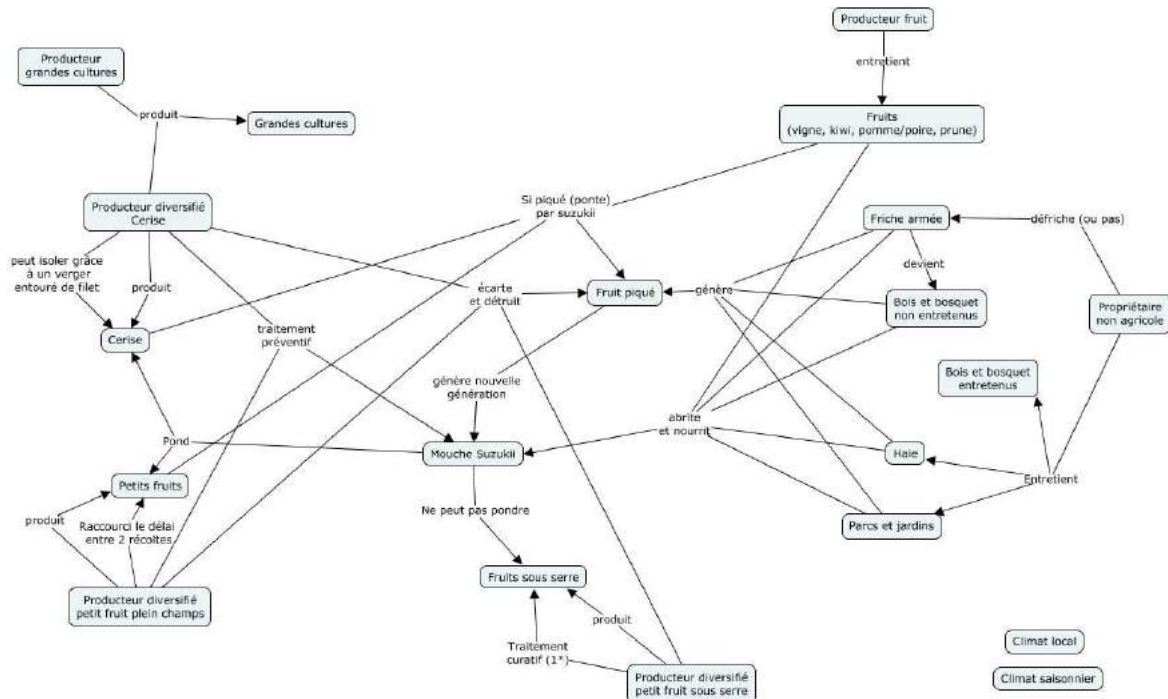 Producteur fruit
Producteur
grandes cultures
entretient
produit
Grandes cultures
Fruits
(vigne, kiwi, pomme/poire, prune)
Producteur diversifié
Cerise
Si piqué (ponte)
par suzukii
Friche armée
défriche (ou pas)
peut isoler grâce
à un verger
entouré de filet
produit
devient
écarte
et détruit
Fruit piqué
génère
Bois et bosquet
non entretenus
Propriétaire
non agricole
Cerise
traitement
préventif
Bois et bosquet
entretenus
génère nouvelle
génération
abrite
et nourrit
Pond
Mouche Suzukii
Haie
Petits fruits
Entretient
produit
Raccourci le délai
entre 2 récoltes
Ne peut pas pondre
Parcs et jardins
Fruits sous serre
Producteur diversifié
petit fruit plein champs
produit
Traitement
curatif (1*)
Climat local
Producteur diversifié
petit fruit sous serre
Climat saisonnier